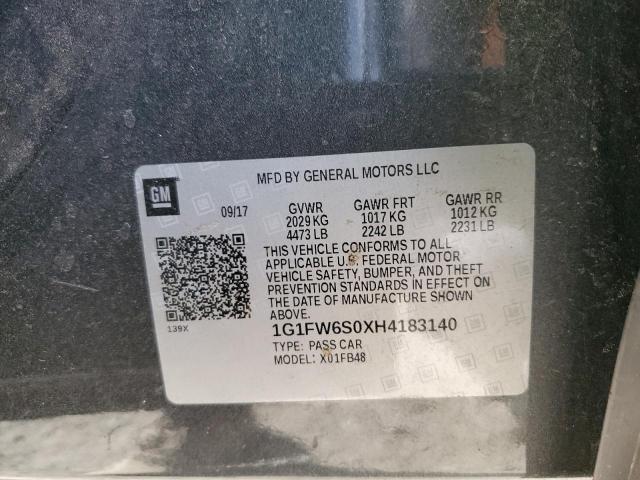 MFD BY GENERAL MOTORS LLC
GM
09/17 GVWR GAWR FRT GAWR RR
2029 KG 1017 KG 1012 KG
4473 LB 2242 LB 2231 LB
THIS VEHICLE CONFORMS TO ALL
APPLICABLE U.S. FEDERAL MOTOR
VEHICLE SAFETY, BUMPER, AND THEFT
PREVENTION STANDARDS IN EFFECT ON
THE DATE OF MANUFACTURE SHOWN
ABOVE.
139X
1G1FW6S0XH4183140
TYPE: PASS CAR
MODEL: X01FB48